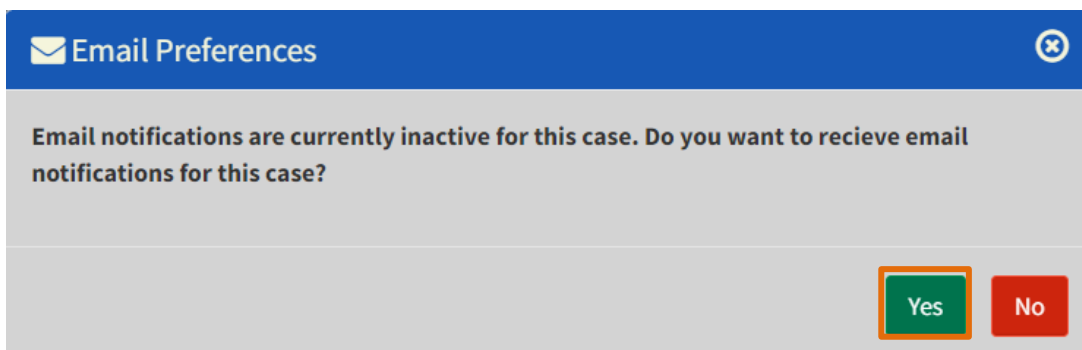 Email Preferences
Email notifications are currently inactive for this case. Do you want to recieve email
notifications for this case?
Yes No